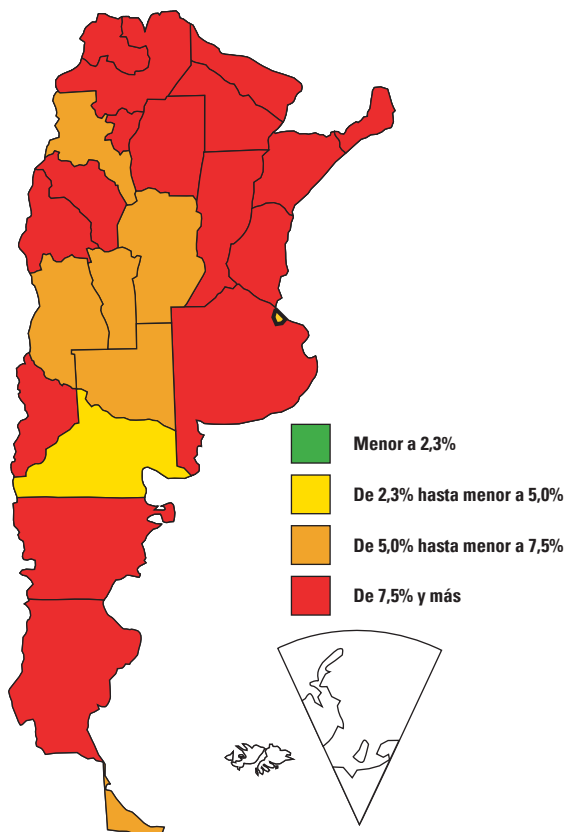 Menor a 2,3%
De 2,3% hasta menor a 5,0%
De 5,0% hasta menor a 7,5%
De 7,5% y más